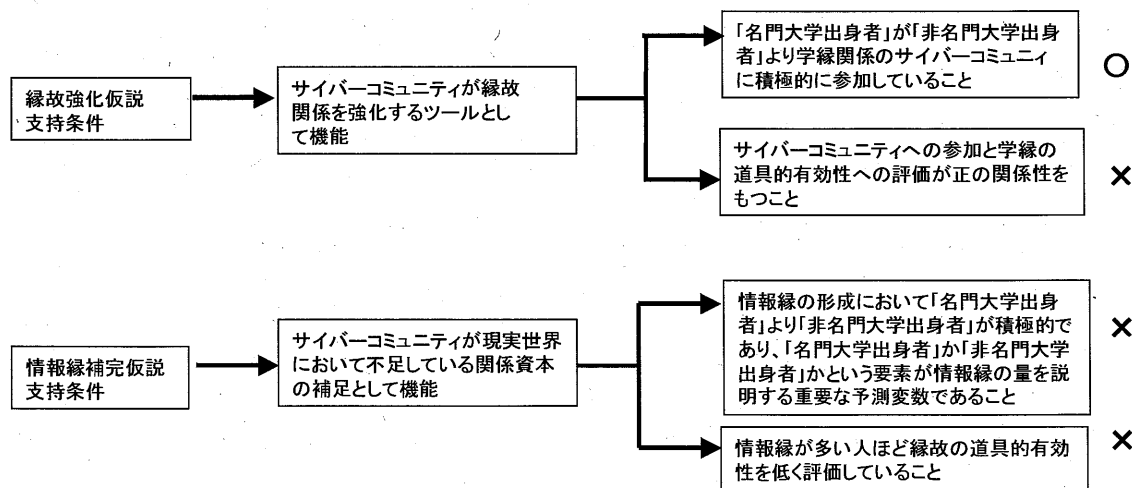 「名門大学出身者」が「非名門大学出身
者」より学縁関係のサイバーコミュニィ
に積極的に参加していること
○
縁故強化仮説
支持条件
サイバーコミュニティが縁故
関係を強化するツールとし
て機能
サイバーコミュニティへの参加と学縁の
道具的有効性への評価が正の関係性を
もつこと
×
情報縁の形成において「名門大学出身
者」より「非名門大学出身者」が積極的で
あり、「名門大学出身者」か「非名門大学
出身者」かという要素が情報縁の量を説
明する重要な予測変数であること
×
情報縁補完仮説
支持条件
サイバーコミュニティが現実世界
において不足している関係資本
の補足として機能
情報縁が多い人ほど縁故の道具的有効
性を低く評価していること
×